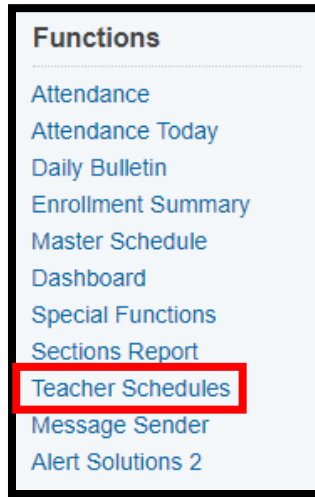 Functions
Attendance
Attendance Today
Daily Bulletin
Enrollment Summary
Master Schedule
Dashboard
Special Functions
Sections Report
Teacher Schedules
Message Sender
Alert Solutions 2